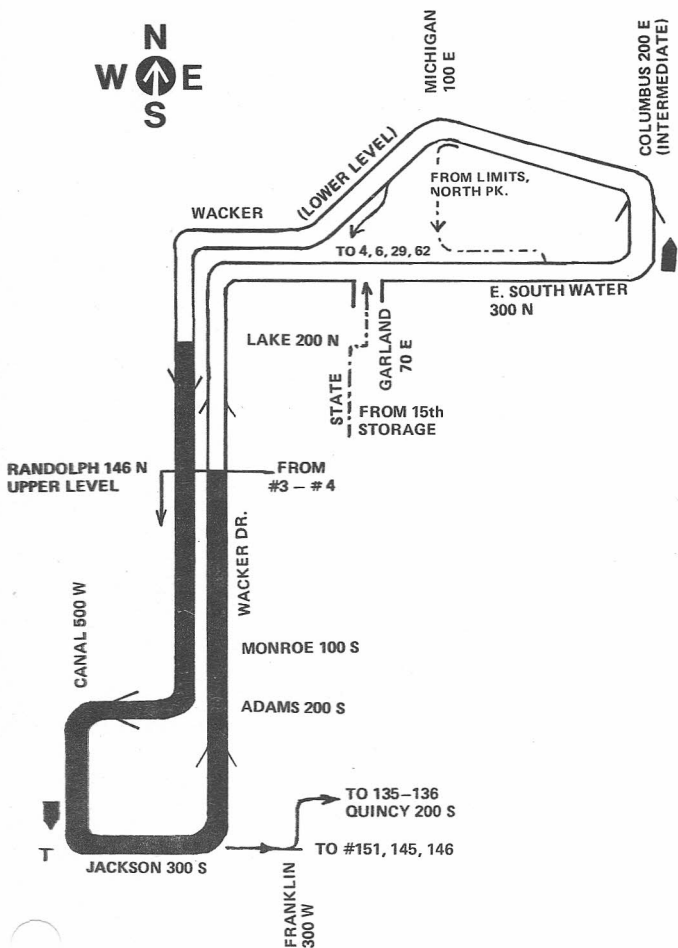 N
W E
S
MICHIGAN
100 E
COLUMBUS 200 E
(INTERMEDIATE)
(LOWER LEVEL)
WACKER
FROM LIMITS,
NORTH PK.
TO 4, 6, 29, 62
E. SOUTH WATER
300 N
LAKE 200 N
GARLAND
70 E
STATE
FROM 15th
STORAGE
RANDOLPH 146 N
UPPER LEVEL
FROM
#3 – #4
WACKER DR.
CANAL 500 W
MONROE 100 S
ADAMS 200 S
TO 135–136
QUINCY 200 S
T
JACKSON 300 S
TO #151, 145, 146
FRANKLIN
300 W